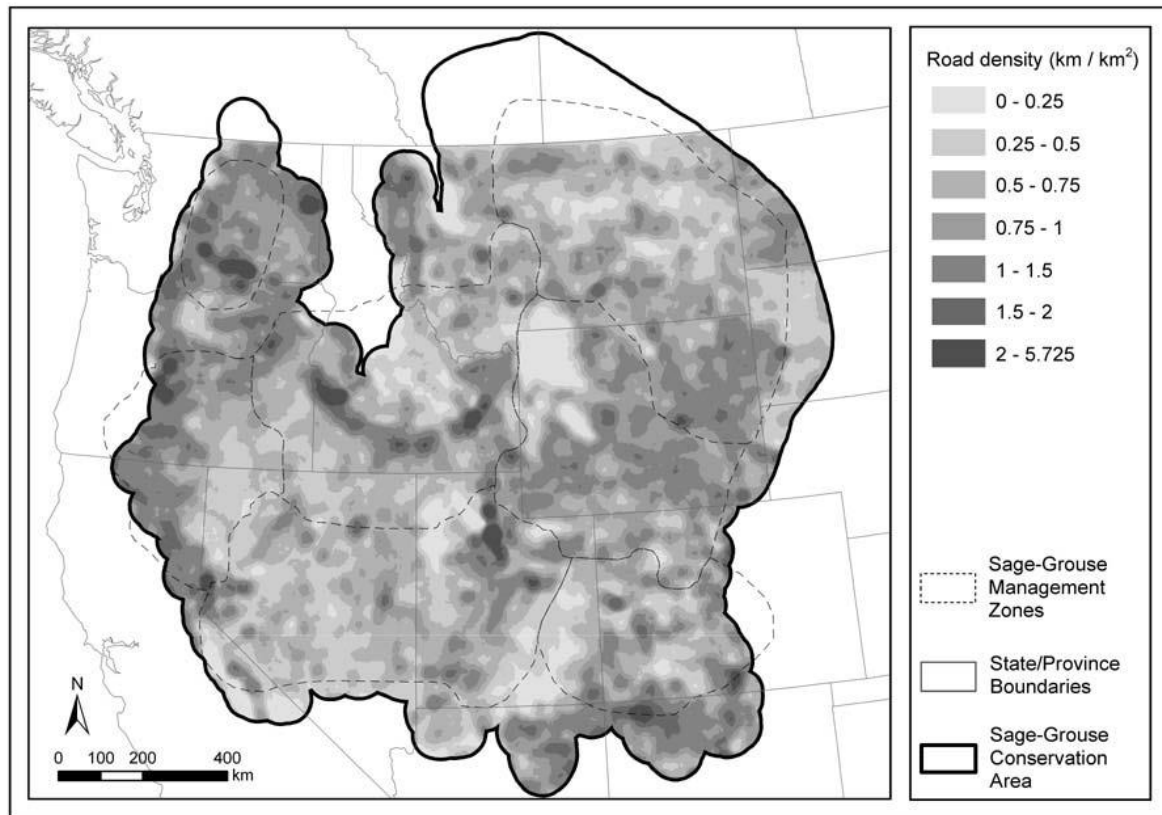 Road density (km / km²)
0 - 0.25
0.25 - 0.5
0.5 - 0.75
0.75 - 1
1 - 1.5
1.5 - 2
2 - 5.725
Sage-Grouse
Management
Zones
State/Province
Boundaries
Sage-Grouse
Conservation
Area
N
0 100 200 400
km